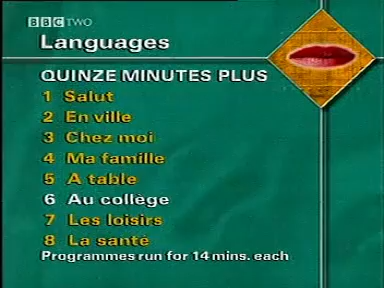 BBC TWO
Languages
QUINZE MINUTES PLUS
1 Salut
2 En ville
3 Chez moi
4 Ma famille
5 A table
6 Au collège
7 Les loisirs
8 La santé
Programmes run for 14 mins. each